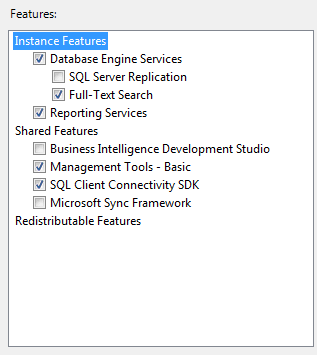 Features:
Instance Features
Database Engine Services
SQL Server Replication
Full-Text Search
Reporting Services
Shared Features
Business Intelligence Development Studio
Management Tools - Basic
SQL Client Connectivity SDK
Microsoft Sync Framework
Redistributable Features